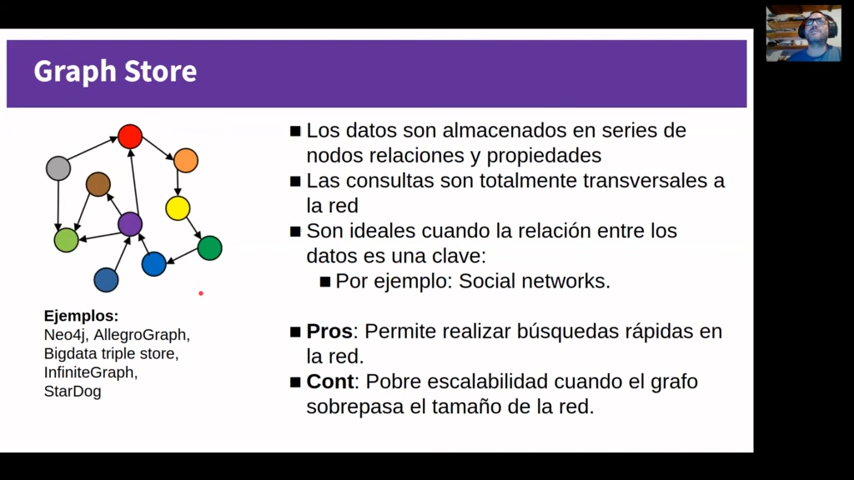 Graph Store
■ Los datos son almacenados en series de
nodos relaciones y propiedades
■ Las consultas son totalmente transversales a
la red
■ Son ideales cuando la relación entre los
datos es una clave:
■ Por ejemplo: Social networks.
■ Pros: Permite realizar búsquedas rápidas en
la red.
■ Cont: Pobre escalabilidad cuando el grafo
sobrepasa el tamaño de la red.
Ejemplos:
Neo4j, AllegroGraph,
Bigdata triple store,
InfiniteGraph,
StarDog